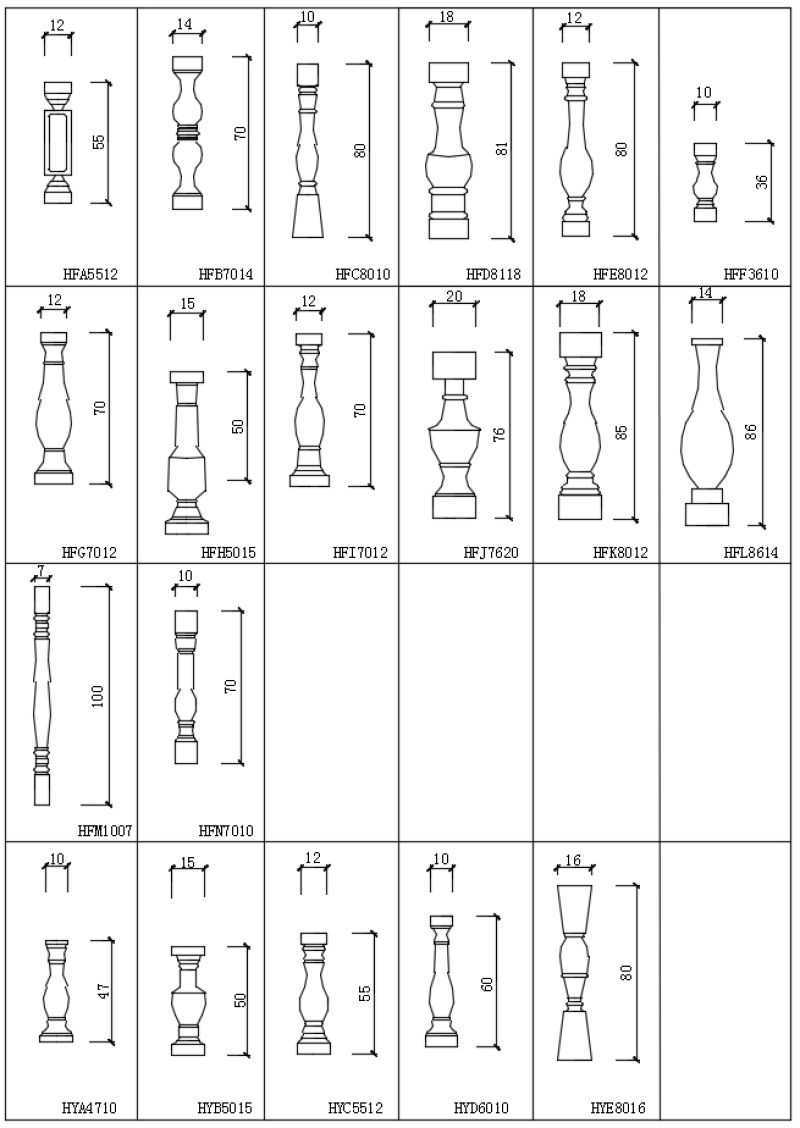 12
55
HFA5512
14
70
HFB7014
10
80
HFC8010
18
81
HFD8118
12
80
HFE8012
10
36
HFF3610
12
70
HFG7012
15
50
HFH5015
12
70
HFI7012
20
76
HFJ7620
18
85
HFK8012
14
86
HFL8614
7
100
HFM1007
10
70
HFN7010
10
47
HYA4710
15
50
HYB5015
12
55
HYC5512
10
60
HYD6010
16
80
HYE8016